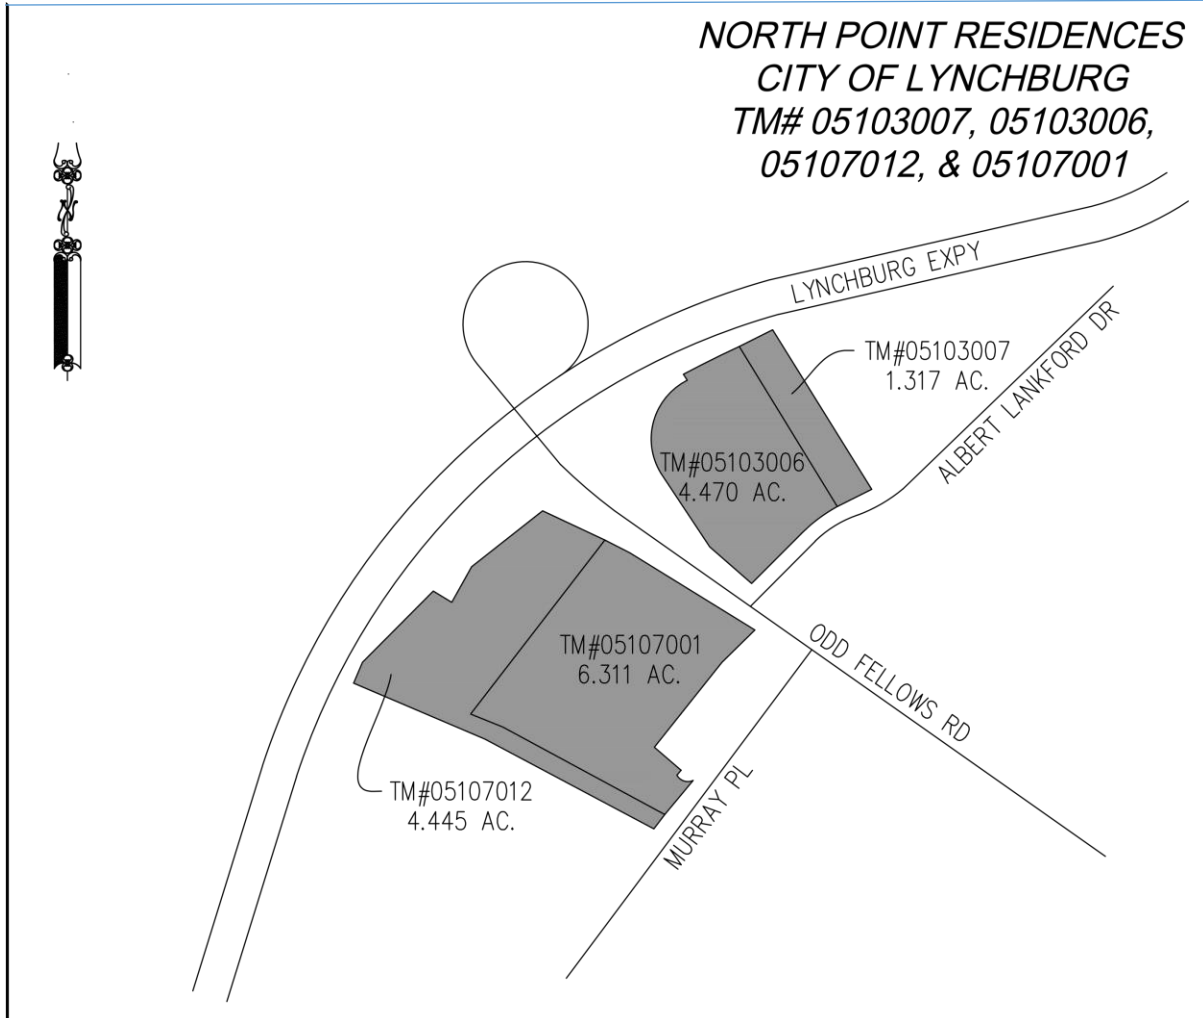 NORTH POINT RESIDENCES
CITY OF LYNCHBURG
TM# 05103007, 05103006,
05107012, & 05107001
N
LYNCHBURG EXPY
TM#05103007
1.317 AC.
ALBERT LANKFORD DR
TM#05103006
4.470 AC.
TM#05107001
6.311 AC.
ODD FELLOWS RD
TM#05107012
4.445 AC.
MURRAY PL